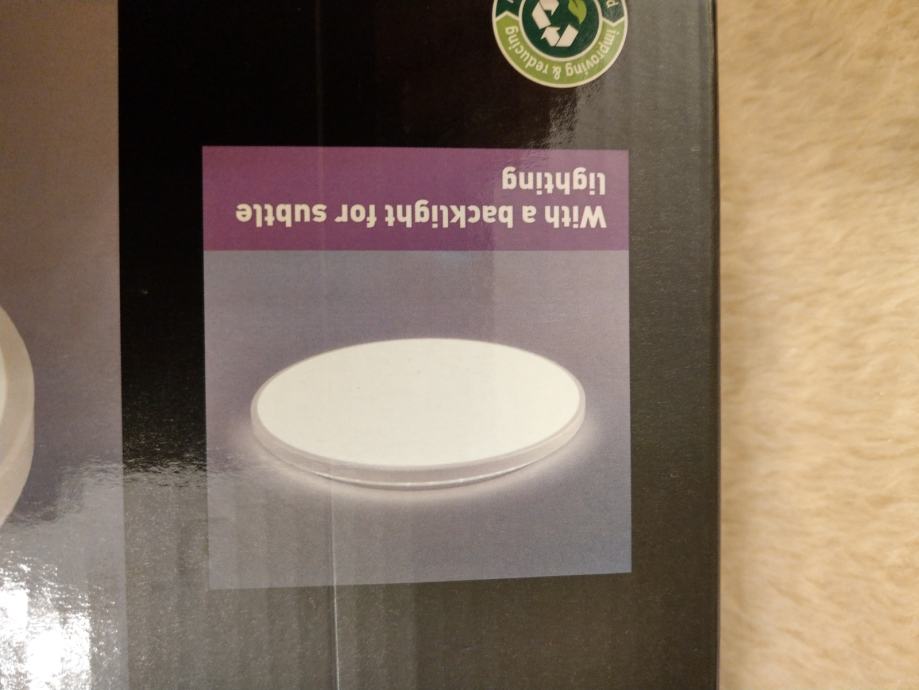 With a backlight for subtle
lighting
improving & reducing